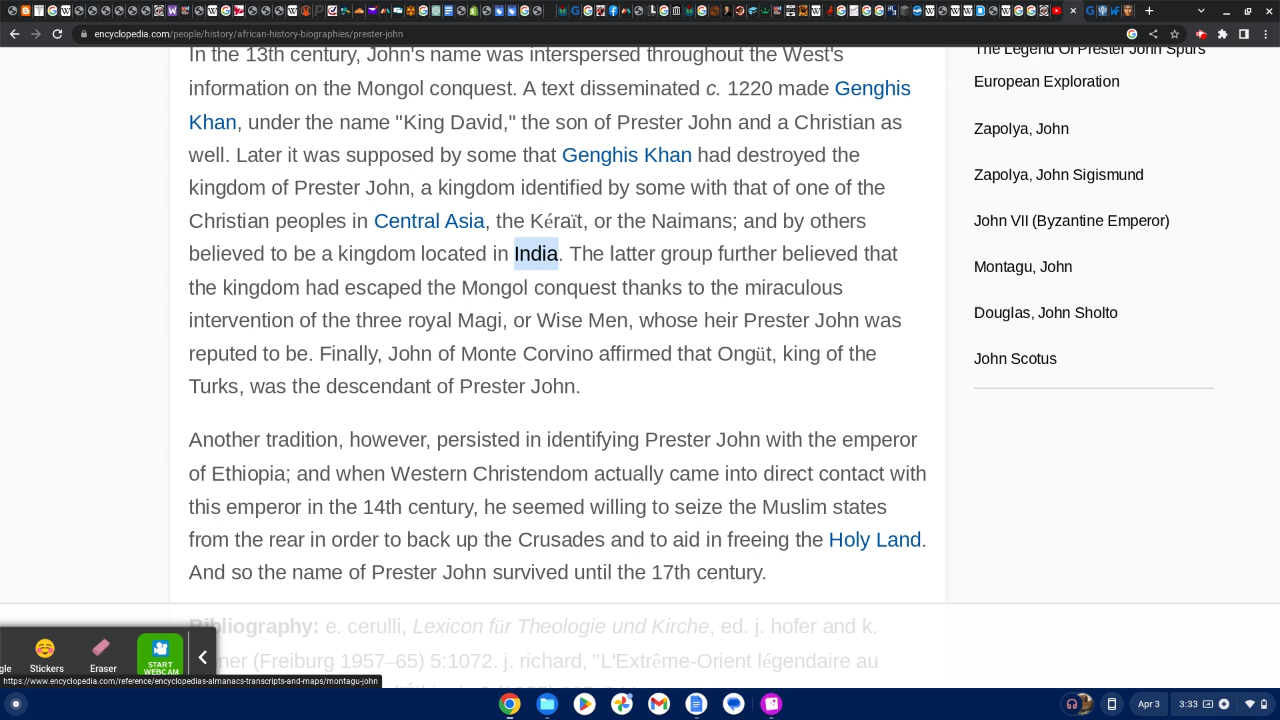 encyclopedia.com/people/history/african-history-biographies/prester-john
In the 13th century, John's name was interspersed throughout the West's
information on the Mongol conquest. A text disseminated c. 1220 made Genghis
Khan, under the name "King David," the son of Prester John and a Christian as
well. Later it was supposed by some that Genghis Khan had destroyed the
kingdom of Prester John, a kingdom identified by some with that of one of the
Christian peoples in Central Asia, the Kéraït, or the Naimans; and by others
believed to be a kingdom located in India. The latter group further believed that
the kingdom had escaped the Mongol conquest thanks to the miraculous
intervention of the three royal Magi, or Wise Men, whose heir Prester John was
reputed to be. Finally, John of Monte Corvino affirmed that Ongüt, king of the
Turks, was the descendant of Prester John.
Another tradition, however, persisted in identifying Prester John with the emperor
of Ethiopia; and when Western Christendom actually came into direct contact with
this emperor in the 14th century, he seemed willing to seize the Muslim states
from the rear in order to back up the Crusades and to aid in freeing the Holy Land.
And so the name of Prester John survived until the 17th century.
Bibliography: e. cerulli, Lexicon für Theologie und Kirche, ed. j. hofer and k.
(Freiburg 1957–65) 5:1072. j. richard, "L'Extrême-Orient légendaire au
The Legend Of Prester John Spurs
European Exploration
Zapolya, John
Zapolya, John Sigismund
John VII (Byzantine Emperor)
Montagu, John
Douglas, John Sholto
John Scotus
gle Stickers Eraser START
WEBCAM
https://www.encyclopedia.com/reference/encyclopedias-almanacs-transcripts-and-maps/montagu-john
Apr 3 3:33